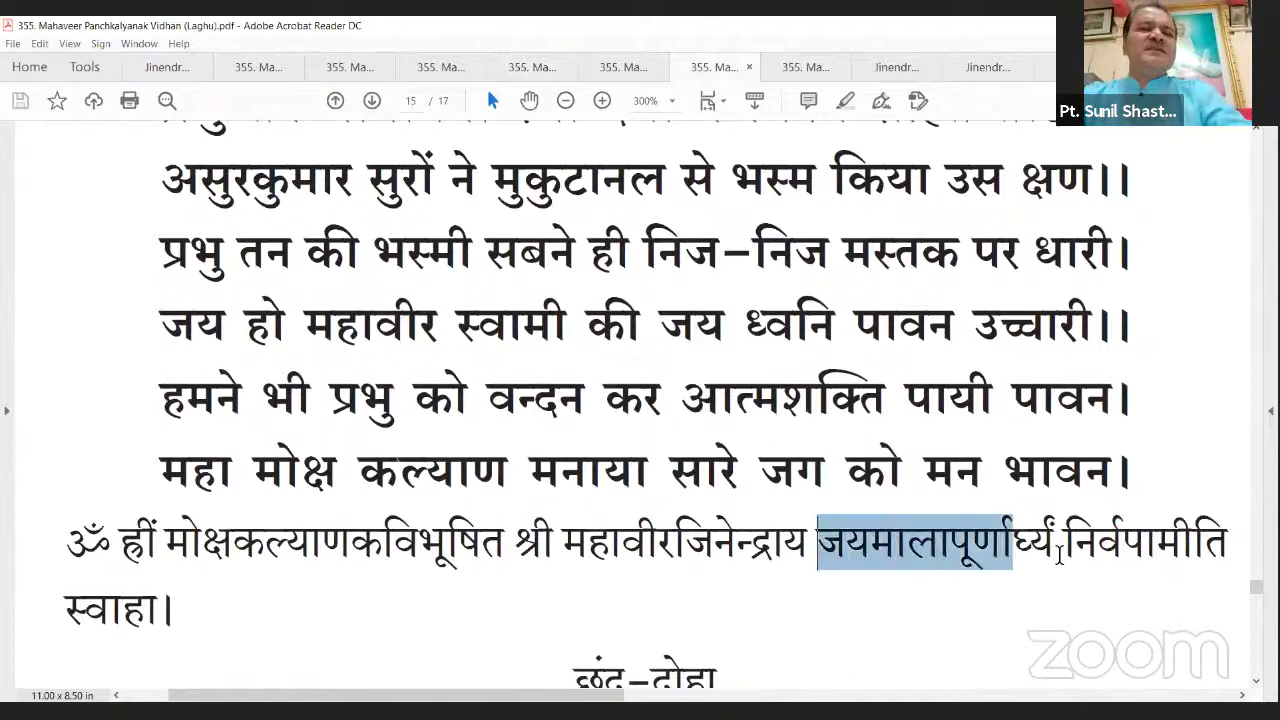 355. Mahaveer Panchkalyanak Vidhan (Laghu).pdf - Adobe Acrobat Reader DC
File Edit View Sign Window Help
Home Tools Jinendr... 355. Ma... 355. Ma... 355. Ma... 355. Ma... 355. Ma... 355. Ma... × 355. Ma... Jinendr... Jinendr...
15 / 17 300%
Pt. Sunil Shast...
असुरकुमार सुरों ने मुकुटानल से भस्म किया उस क्षण।।
प्रभु तन की भस्मी सबने ही निज-निज मस्तक पर धारी।
जय हो महावीर स्वामी की जय ध्वनि पावन उच्चारी।।
हमने भी प्रभु को वन्दन कर आत्मशक्ति पायी पावन।
महा मोक्ष कल्याण मनाया सारे जग को मन भावन।
ॐ ह्रीं मोक्षकल्याणकविभूषित श्री महावीरजिनेन्द्राय जयमालापूर्णार्घ्यं निर्वपामीति
स्वाहा।
छंद-दोहा
zoom
11.00 x 8.50 in